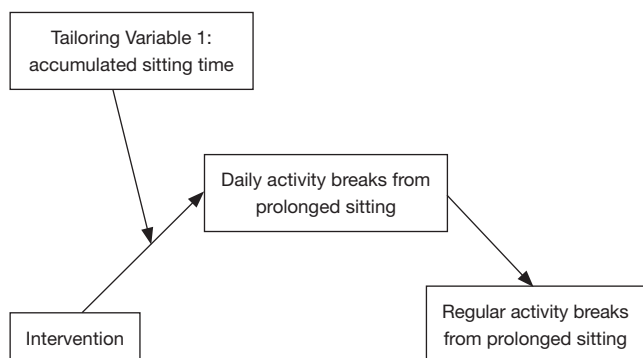 Tailoring Variable 1:
accumulated sitting time
Daily activity breaks from
prolonged sitting
Intervention
Regular activity breaks
from prolonged sitting